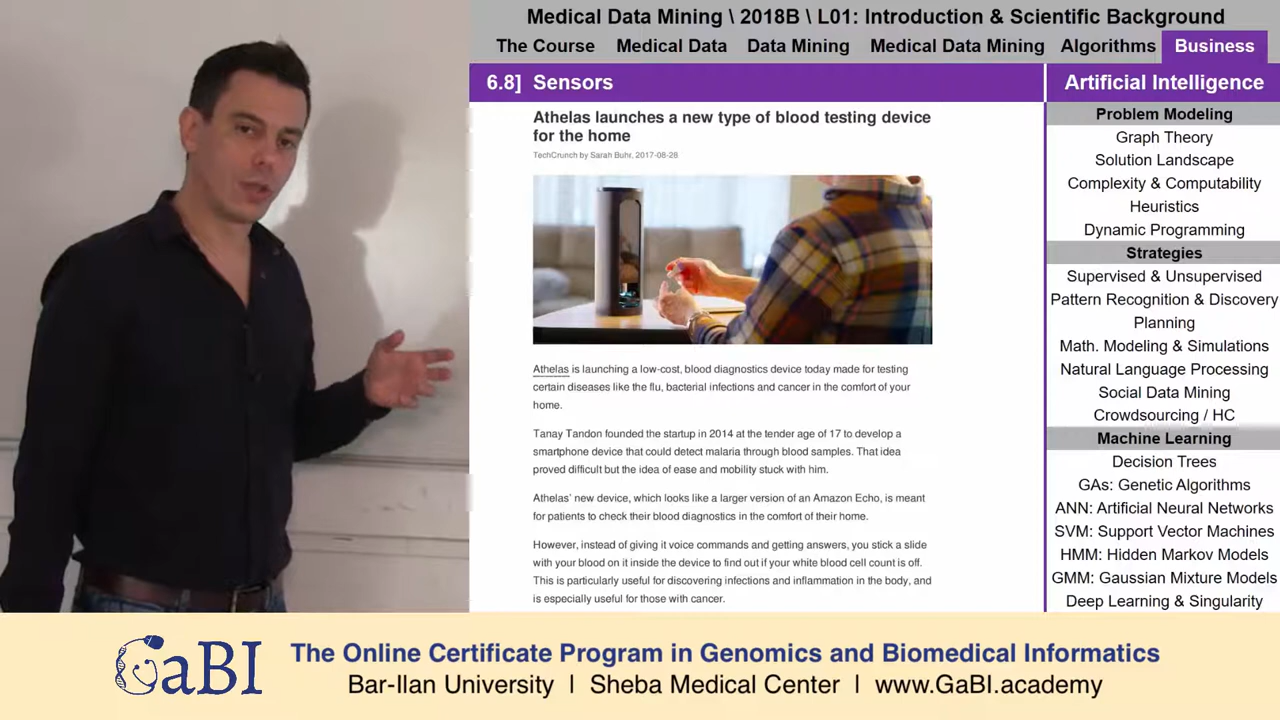 Medical Data Mining \ 2018B \ L01: Introduction & Scientific Background
The Course Medical Data Data Mining Medical Data Mining Algorithms Business
6.8] Sensors
Athelas launches a new type of blood testing device
for the home
TechCrunch by Sarah Buhr, 2017-08-28
Athelas is launching a low-cost, blood diagnostics device today made for testing
certain diseases like the flu, bacterial infections and cancer in the comfort of your
home.
Tanay Tandon founded the startup in 2014 at the tender age of 17 to develop a
smartphone device that could detect malaria through blood samples. That idea
proved difficult but the idea of ease and mobility stuck with him.
Athelas' new device, which looks like a larger version of an Amazon Echo, is meant
for patients to check their blood diagnostics in the comfort of their home.
However, instead of giving it voice commands and getting answers, you stick a slide
with your blood on it inside the device to find out if your white blood cell count is off.
This is particularly useful for discovering infections and inflammation in the body, and
is especially useful for those with cancer.
Artificial Intelligence
Problem Modeling
Graph Theory
Solution Landscape
Complexity & Computability
Heuristics
Dynamic Programming
Strategies
Supervised & Unsupervised
Pattern Recognition & Discovery
Planning
Math. Modeling & Simulations
Natural Language Processing
Social Data Mining
Crowdsourcing / HC
Machine Learning
Decision Trees
GAs: Genetic Algorithms
ANN: Artificial Neural Networks
SVM: Support Vector Machines
HMM: Hidden Markov Models
GMM: Gaussian Mixture Models
Deep Learning & Singularity
GaBI
The Online Certificate Program in Genomics and Biomedical Informatics
Bar-Ilan University | Sheba Medical Center | www.GaBI.academy